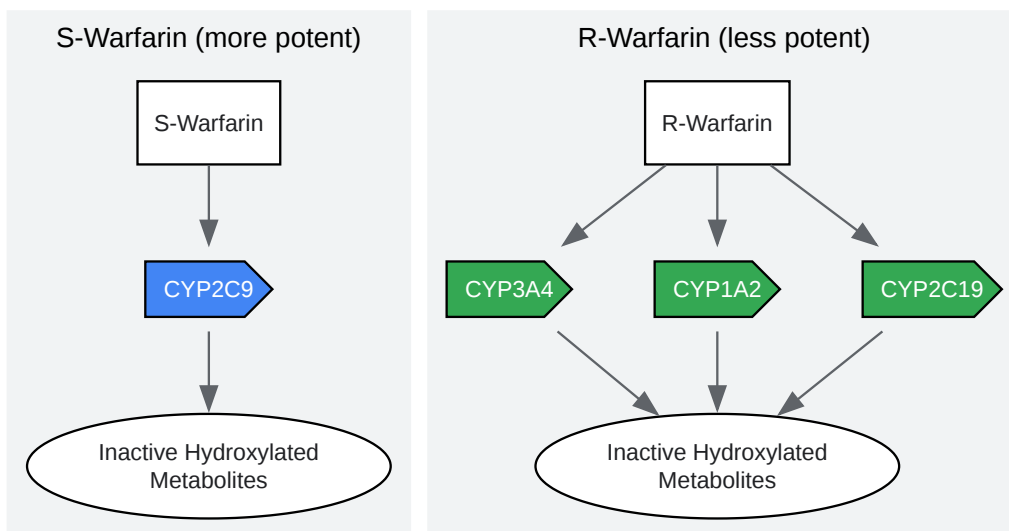 S-Warfarin (more potent)
S-Warfarin
CYP2C9
Inactive Hydroxylated
Metabolites
R-Warfarin (less potent)
R-Warfarin
CYP3A4
CYP1A2
CYP2C19
Inactive Hydroxylated
Metabolites